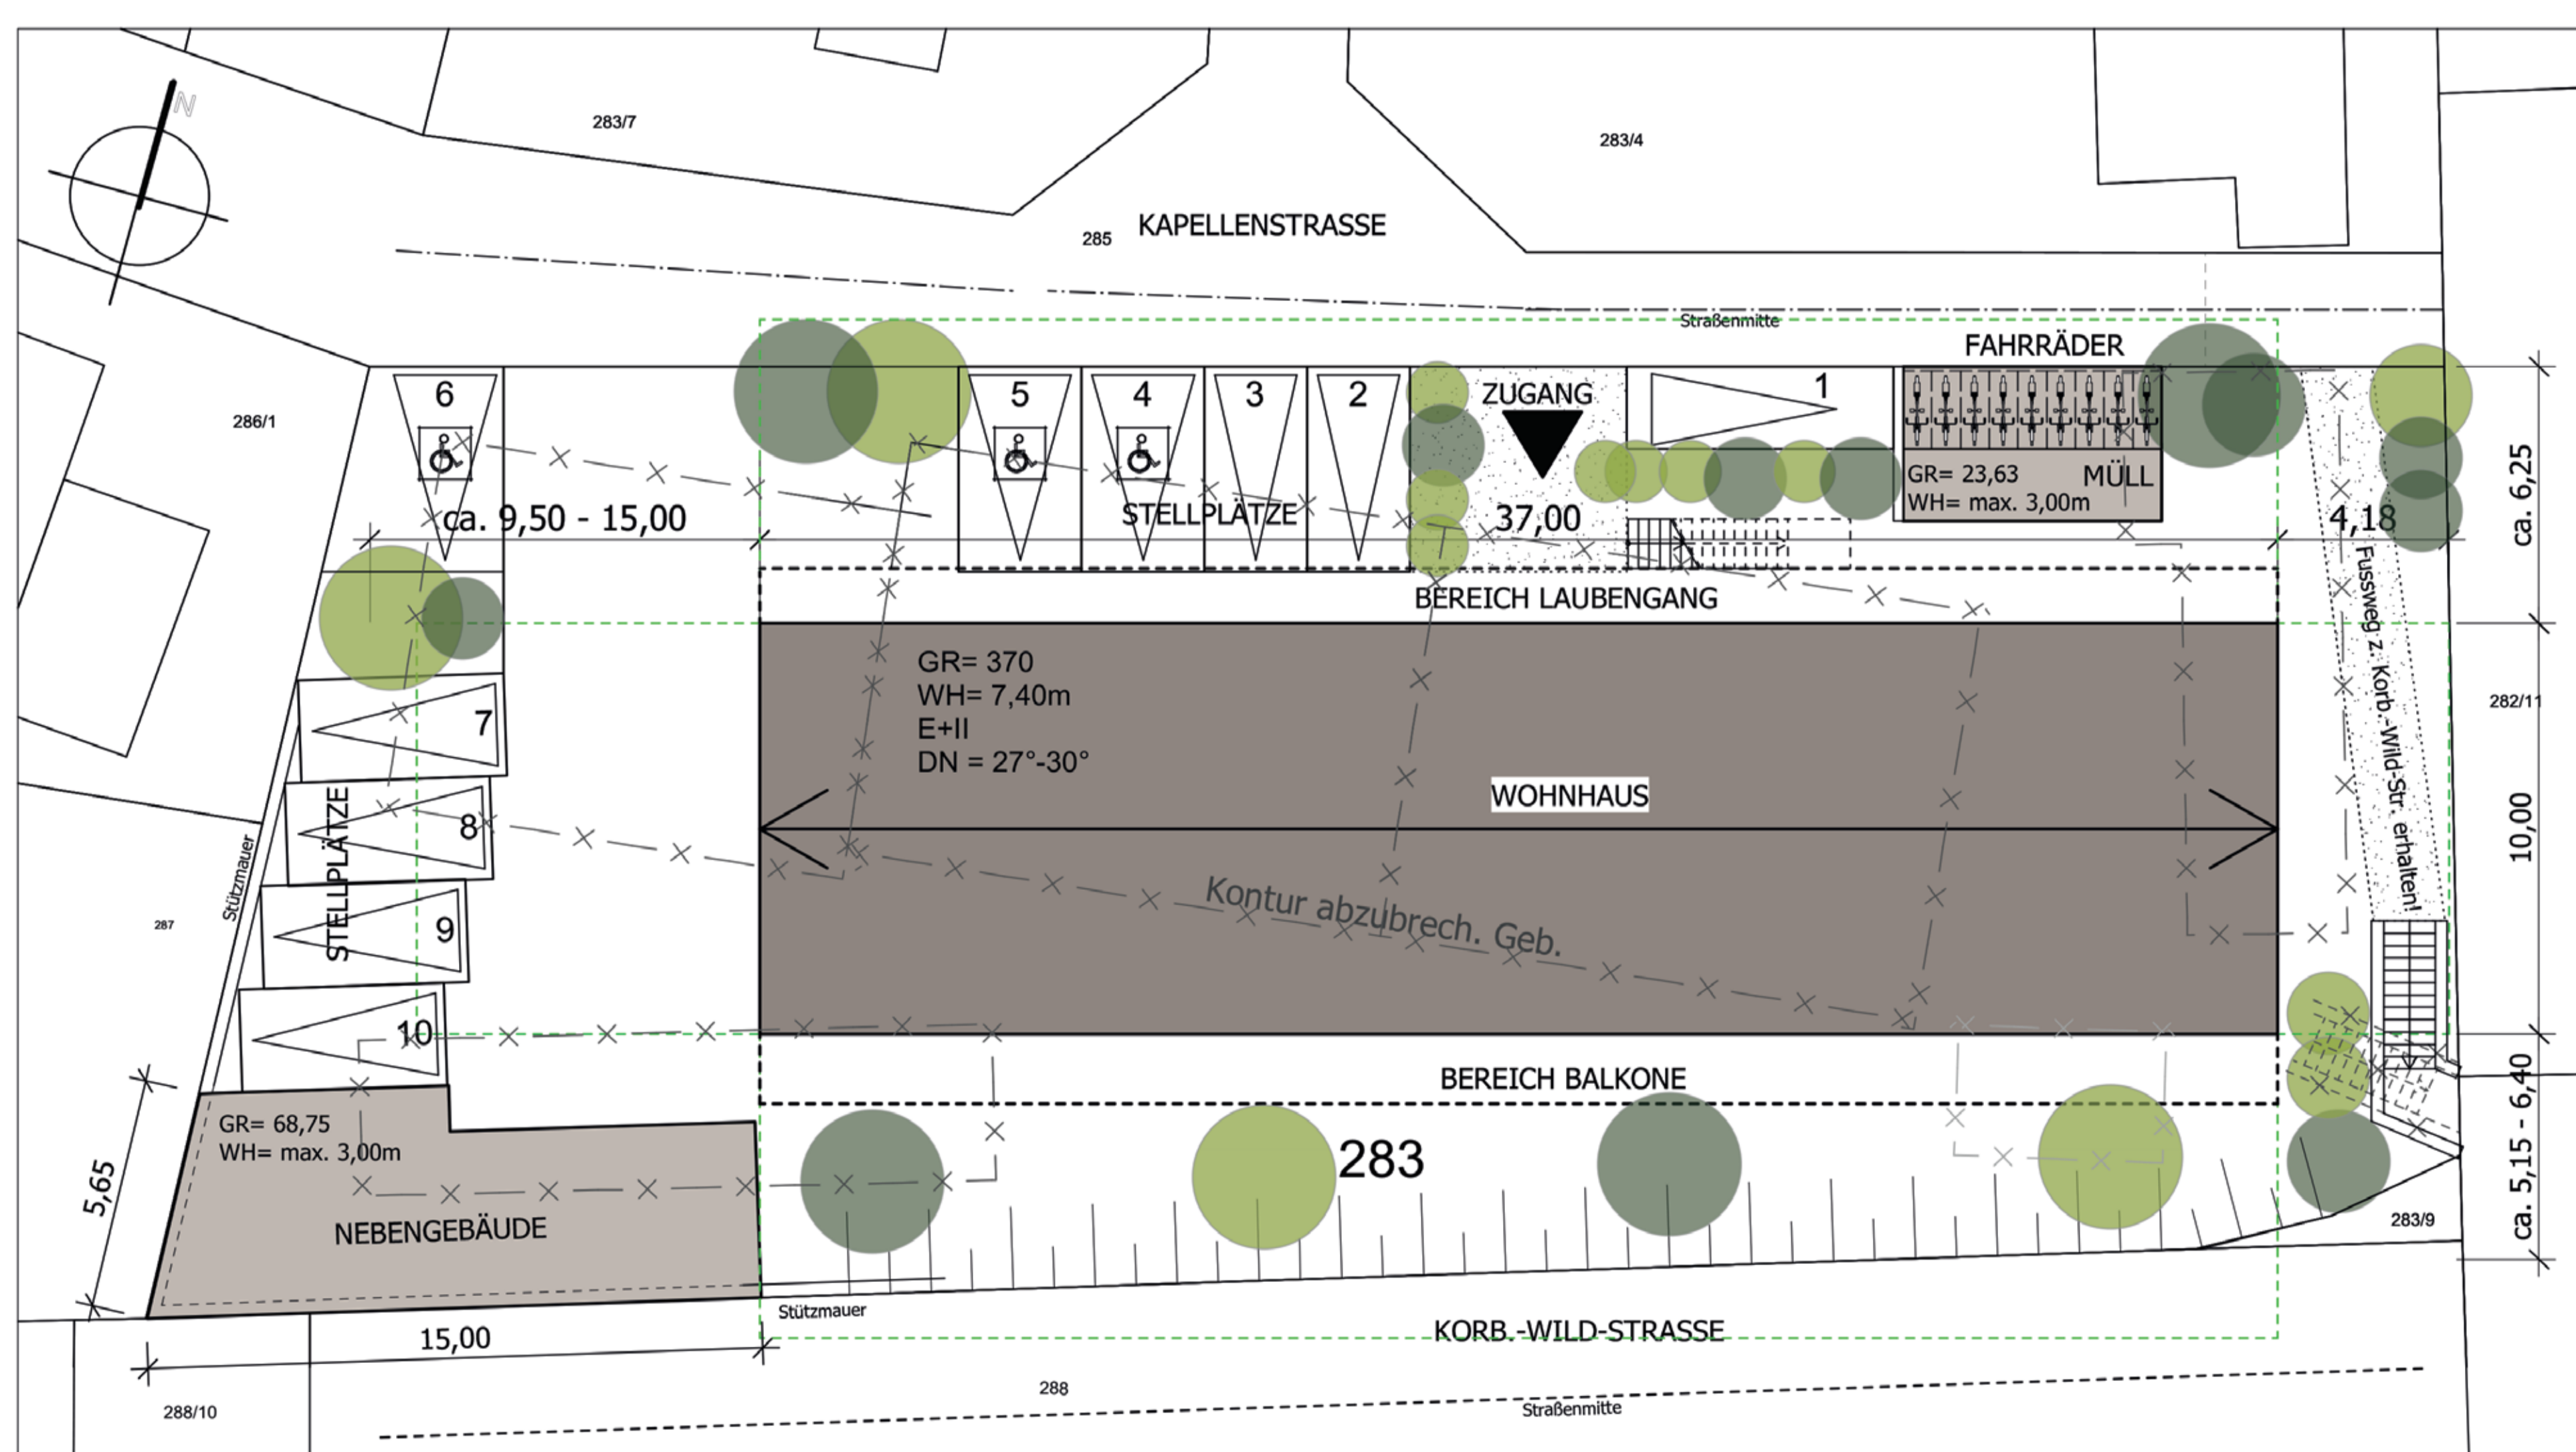 N
283/7
283/4
285
KAPELLENSTRASSE
Straßenmitte
FAHRRÄDER
286/1
6
5
4
3
2
ZUGANG
1
GR= 23,63
MÜLL
WH= max. 3,00m
ca. 6,25
ca. 9,50 - 15,00
STELLPLÄTZE
37,00
4,18
BEREICH LAUBENGANG
Fussweg z. Korb.-Wild-Str. erhalten!
GR= 370
WH= 7,40m
E+II
DN = 27°-30°
282/11
7
WOHNHAUS
8
STELLPLÄTZE
10,00
Stützmauer
287
9
Kontur abzubrech. Geb.
10
BEREICH BALKONE
GR= 68,75
WH= max. 3,00m
283
ca. 5,15 - 6,40
5,65
NEBENGEBÄUDE
283/9
Stützmauer
15,00
KORB.-WILD-STRASSE
288
288/10
Straßenmitte